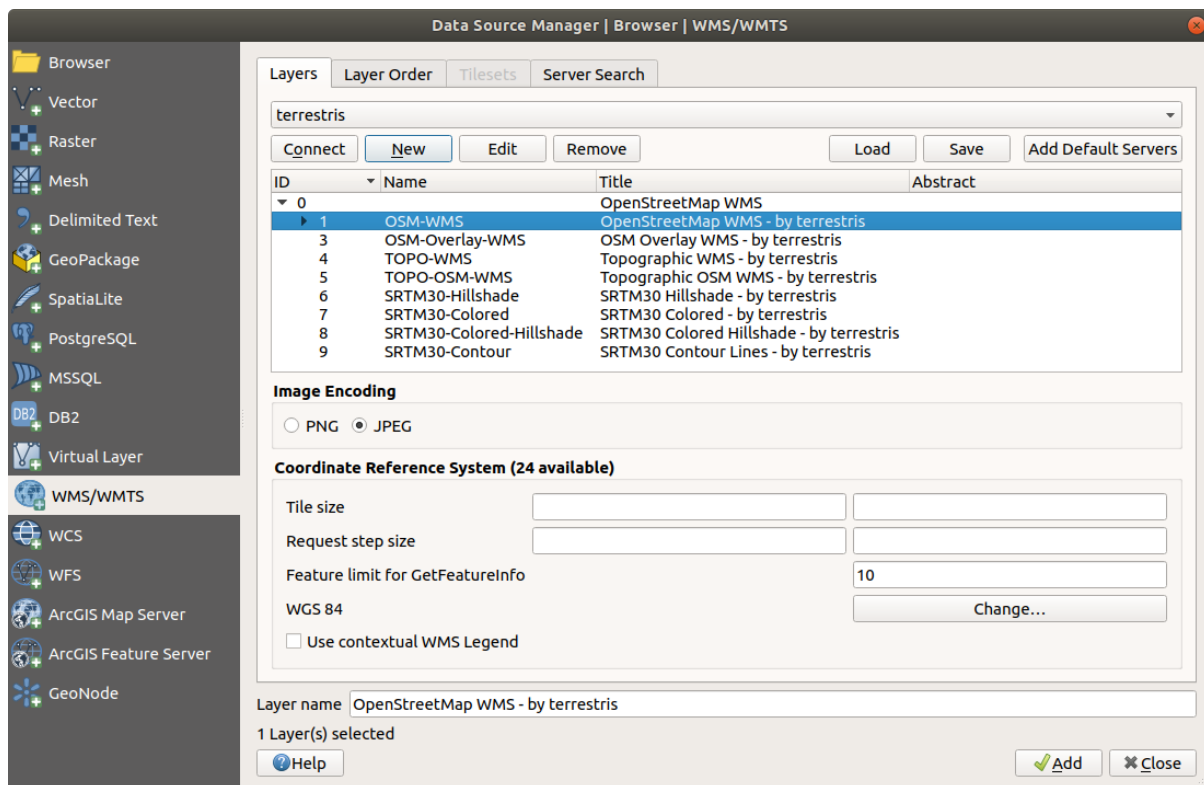 Data Source Manager | Browser | WMS/WMTS
Browser
Vector
Raster
Mesh
Delimited Text
GeoPackage
SpatiaLite
PostgreSQL
MSSQL
DB2 DB2
Virtual Layer
WMS/WMTS
WCS
WFS
ArcGIS Map Server
ArcGIS Feature Server
GeoNode
Layers Layer Order Tilesets Server Search
terrestris
Connect New Edit Remove Load Save Add Default Servers
ID Name Title Abstract
0 OpenStreetMap WMS
1 OSM-WMS OpenStreetMap WMS - by terrestris
3 OSM-Overlay-WMS OSM Overlay WMS - by terrestris
4 TOPO-WMS Topographic WMS - by terrestris
5 TOPO-OSM-WMS Topographic OSM WMS - by terrestris
6 SRTM30-Hillshade SRTM30 Hillshade - by terrestris
7 SRTM30-Colored SRTM30 Colored - by terrestris
8 SRTM30-Colored-Hillshade SRTM30 Colored Hillshade - by terrestris
9 SRTM30-Contour SRTM30 Contour Lines - by terrestris
Image Encoding
PNG JPEG
Coordinate Reference System (24 available)
Tile size
Request step size
Feature limit for GetFeatureInfo 10
WGS 84 Change...
Use contextual WMS Legend
Layer name OpenStreetMap WMS - by terrestris
1 Layer(s) selected
Help Add Close